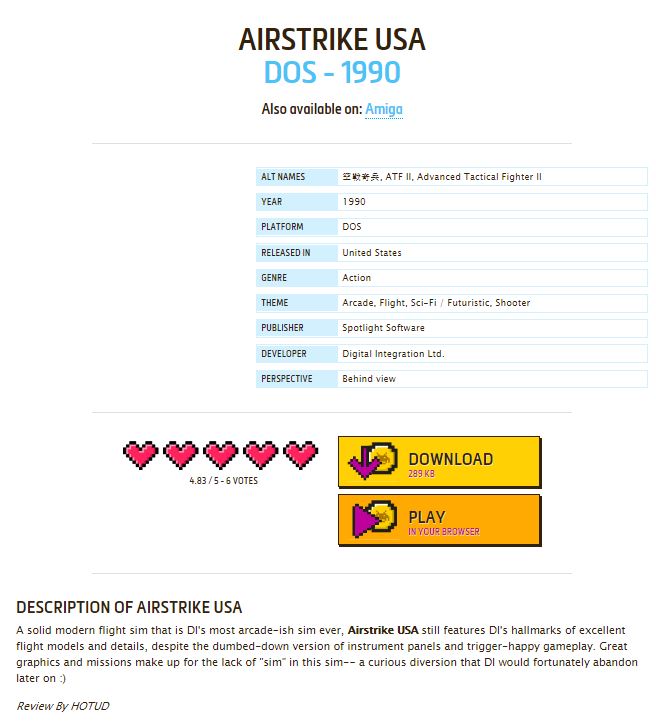 AIRSTRIKE USA
DOS - 1990
Also available on: Amiga
ALT NAMES 空戰奇兵, ATF II, Advanced Tactical Fighter II
YEAR 1990
PLATFORM DOS
RELEASED IN United States
GENRE Action
THEME Arcade, Flight, Sci-Fi / Futuristic, Shooter
PUBLISHER Spotlight Software
DEVELOPER Digital Integration Ltd.
PERSPECTIVE Behind view
4.83 / 5 - 6 VOTES
DOWNLOAD
289 KB
PLAY
IN YOUR BROWSER
DESCRIPTION OF AIRSTRIKE USA
A solid modern flight sim that is DI's most arcade-ish sim ever, Airstrike USA still features DI's hallmarks of excellent
flight models and details, despite the dumbed-down version of instrument panels and trigger-happy gameplay. Great
graphics and missions make up for the lack of "sim" in this sim-- a curious diversion that DI would fortunately abandon
later on :)
Review By HOTUD